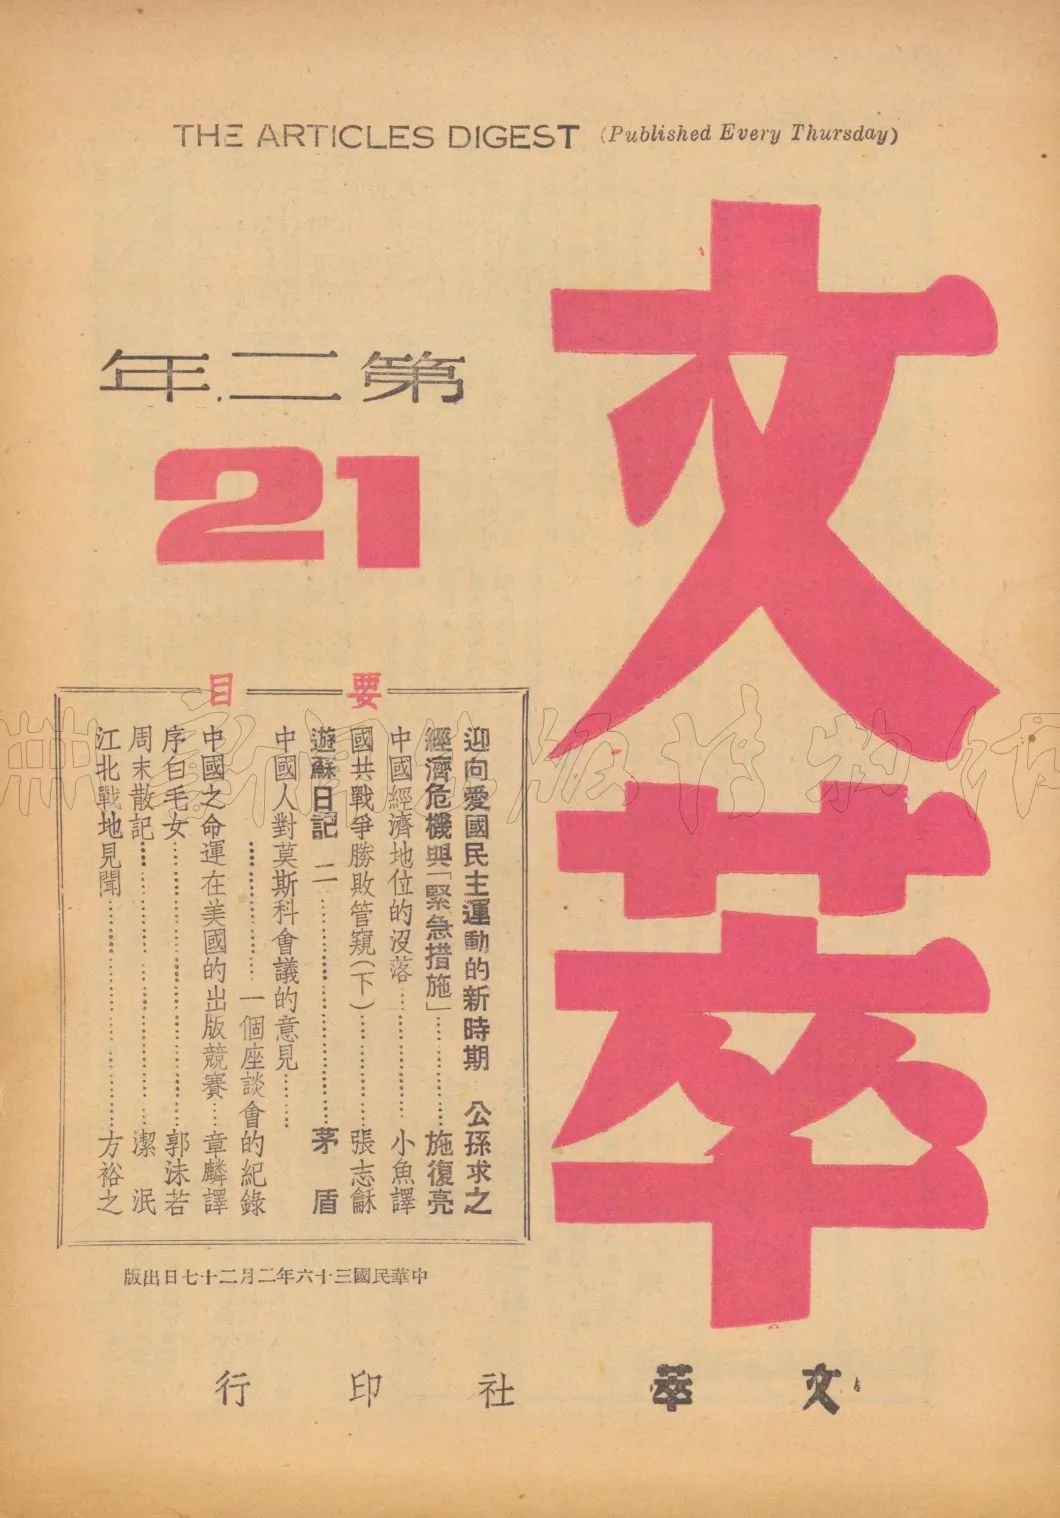 THE ARTICLES DIGEST (Published Every Thursday)
文萃
第二年
21
要目
迎向愛國民主運動的新時期 公孫求之
經濟危機與「緊急措施」……施復亮
中國經濟地位的沒落……小魚譯
國共戰爭勝敗管窺(下)……張志龢
遊蘇日記 二……茅盾
中國人對莫斯科會議的意見……
……一個座談會的紀錄
中國之命運在美國的出版競賽……章麟譯
序白毛女……郭沫若
周末散記……潔泯
江北戰地見聞……方裕之
中華民國三十六年二月二十七日出版
文萃社印行